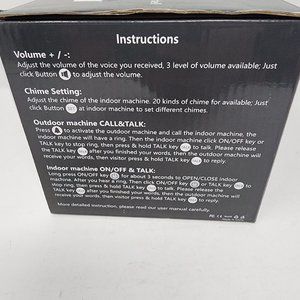 Instructions
Volume + / -:
Adjust the volume of the voice you received, 3 level of volume available; Just
click Button to adjust the volume.
Chime Setting:
Adjust the chime of the indoor machine. 20 kinds of chime for available; Just
click Button at indoor machine to set different chimes.
Outdoor machine CALL&TALK:
Press to activate the outdoor machine and call the indoor machine, the
indoor machine will have a ring. Then the indoor machine click ON/OFF key or
TALK key to stop ring, then press & hold TALK key to talk. Please release
the TALK key after you finished your words, then the outdoor machine will
receive your words, then visitor press & hold TALK key to reply.
Indoor machine ON/OFF & TALK:
Long press ON/OFF key for about 3 seconds to OPEN/CLOSE Indoor
machine. After you hear a ring, Then click ON/OFF key or TALK key to
stop ring, then press & hold TALK key to talk. Please release the
TALK key after you finished your words, then the outdoor machine will
receive your words, then visitor press & hold TALK key to reply.
More detailed instruction, please read our user manual carefully.